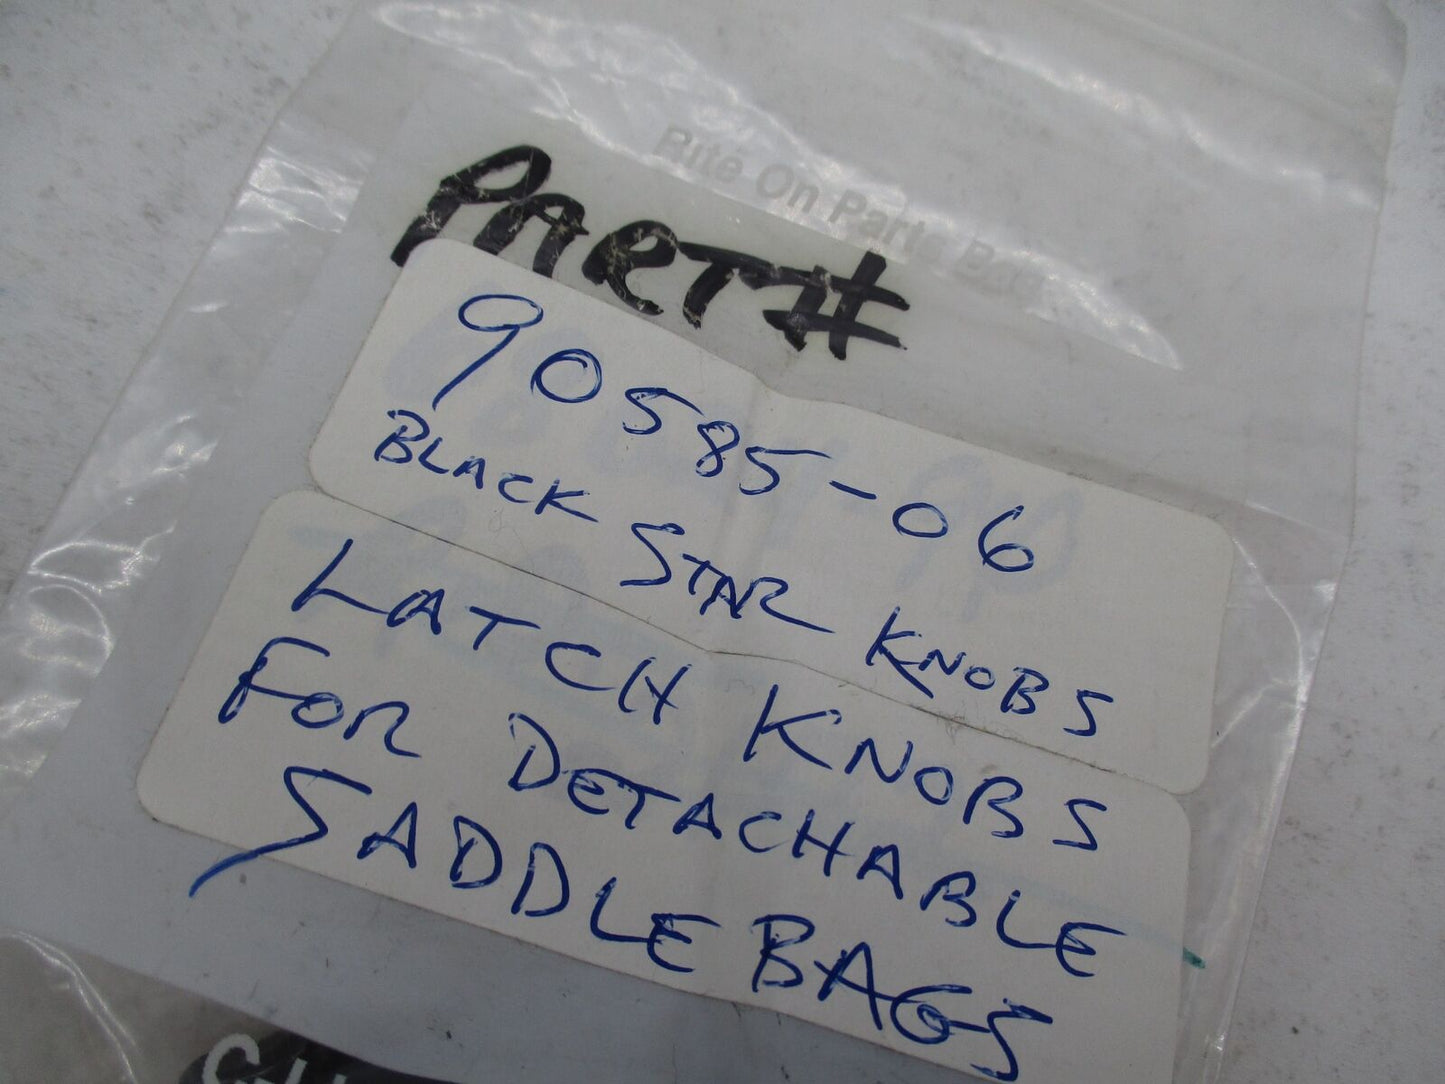 Rite On Parts Bag
PART#
90585-06
BLACK STAR KNOBS
LATCH KNOBS
FOR DETACHABLE
SADDLEBAGS